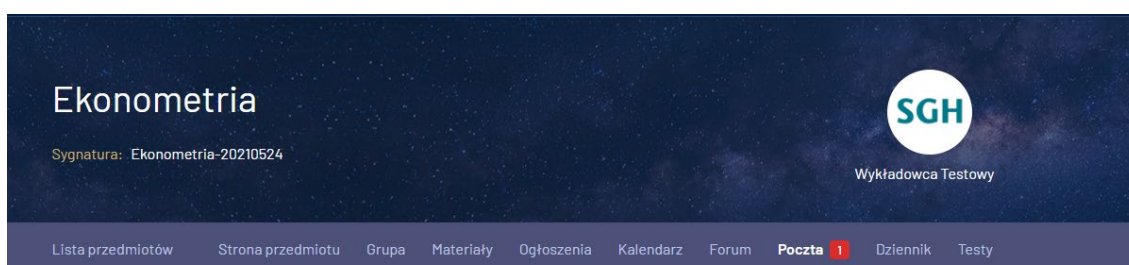 Ekonometria
SGH
Sygnatura: Ekonometria-20210524
Wykładowca Testowy
Lista przedmiotów Strona przedmiotu Grupa Materiały Ogłoszenia Kalendarz Forum Poczta 1 Dziennik Testy